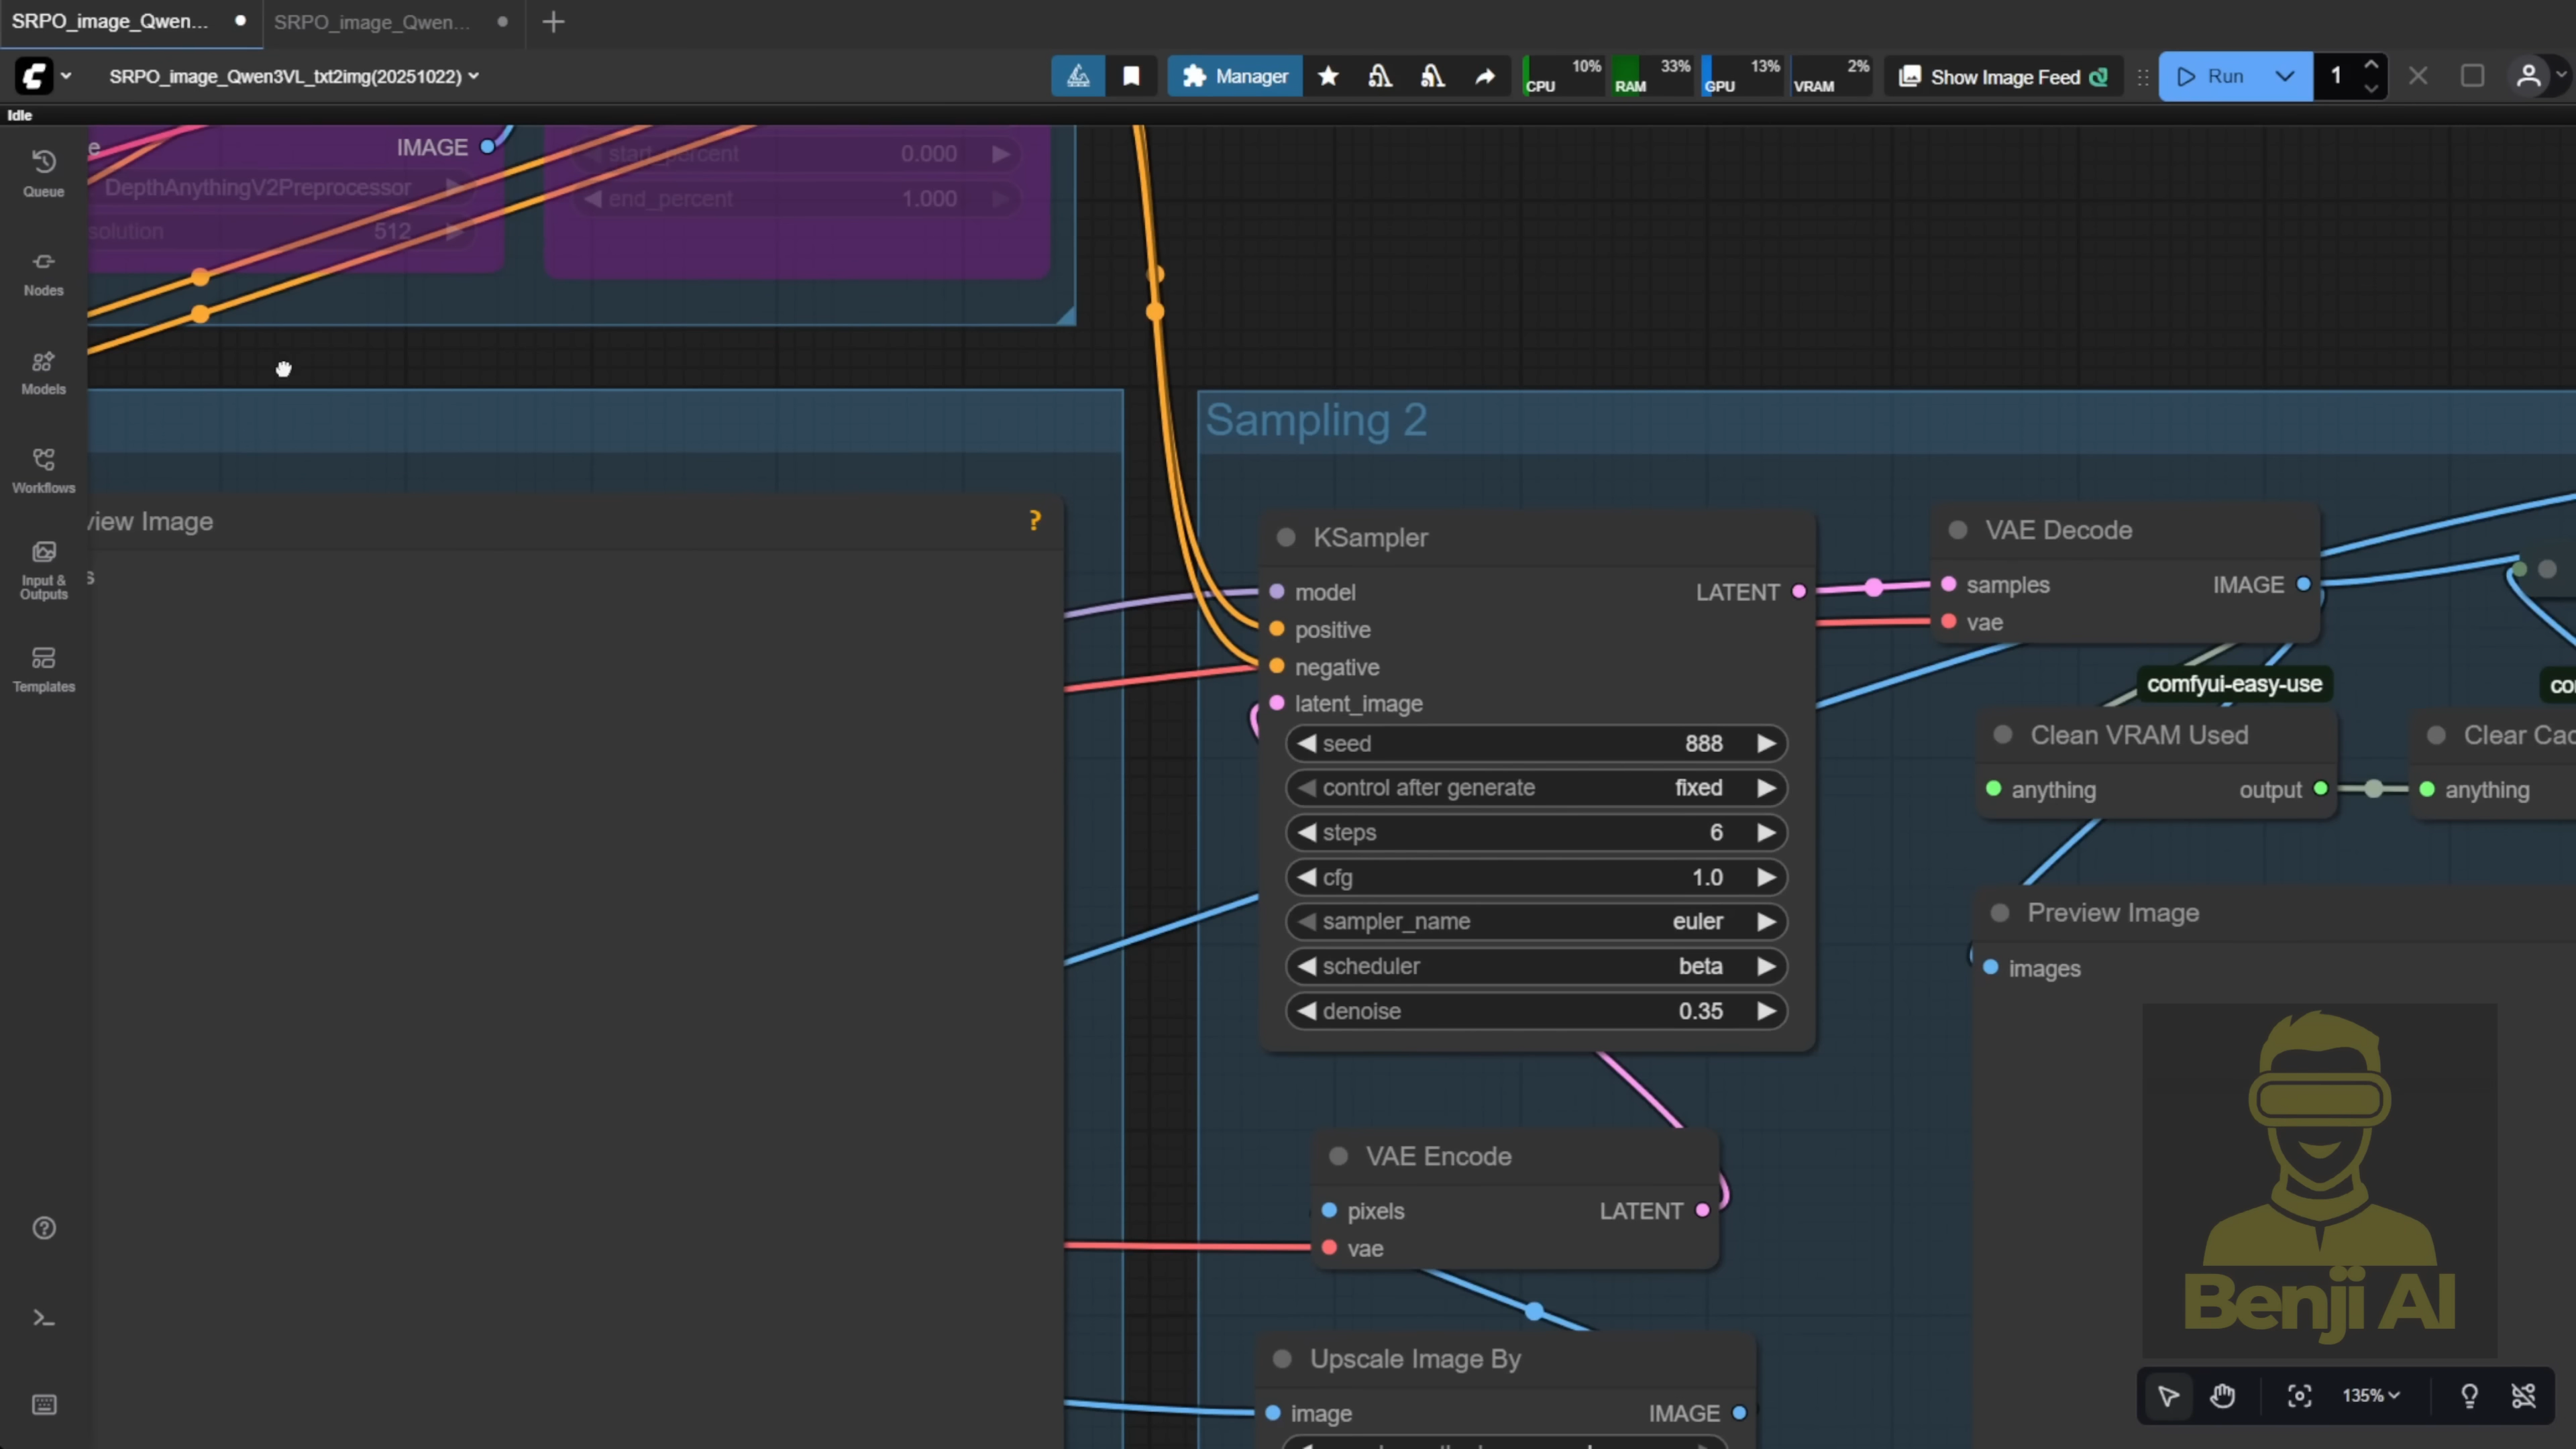 SRPO_image_Qwen...
SRPO_image_Qwen...
SRPO_image_Qwen3VL_txt2img(20251022)
Manager
CPU 10%
RAM 33%
GPU 13%
VRAM 2%
Show Image Feed
Run
1
Idle
Queue
Nodes
Models
Workflows
Input &
Outputs
Templates
e
IMAGE
DepthAnythingV2Preprocessor
solution 512
start_percent 0.000
end_percent 1.000
view Image
?
s
Sampling 2
KSampler
model
LATENT
positive
negative
latent_image
seed 888
control after generate fixed
steps 6
cfg 1.0
sampler_name euler
scheduler beta
denoise 0.35
VAE Decode
samples
IMAGE
vae
comfyui-easy-use
co
Clean VRAM Used
anything
output
Clear Cac
anything
Preview Image
images
VAE Encode
pixels
LATENT
vae
Upscale Image By
image
IMAGE
Benji AI
135%